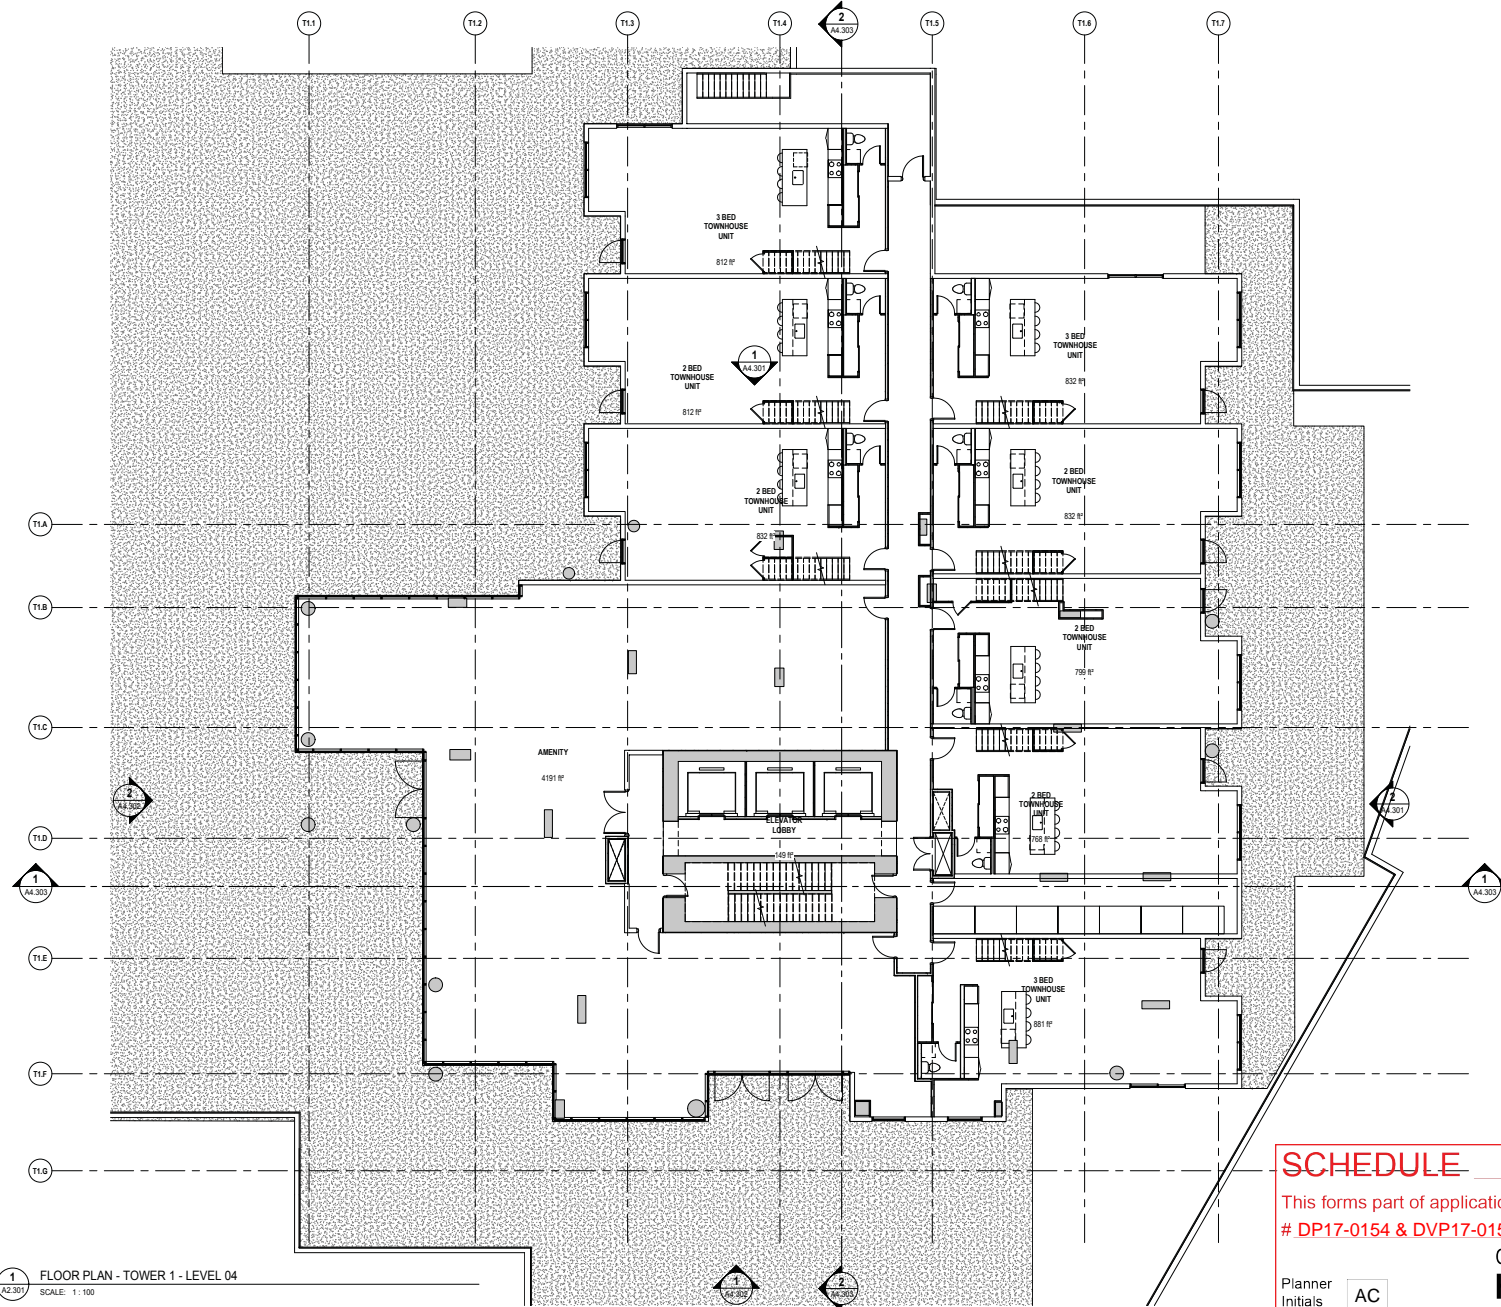 T1.1
T1.2
T1.3
T1.4
2
A4.303
T1.5
T1.6
T1.7
3 BED
TOWNHOUSE
UNIT
812 ft²
3 BED
TOWNHOUSE
UNIT
832 ft²
1
A4.301
2 BED
TOWNHOUSE
UNIT
812 ft²
2 BED
TOWNHOUSE
UNIT
832 ft²
2 BED
TOWNHOUSE
UNIT
832 ft²
T1.A
T1.B
2 BED
TOWNHOUSE
UNIT
799 ft²
T1.C
AMENITY
4191 ft²
2
A4.302
2 BED
TOWNHOUSE
UNIT
768 ft²
2
A4.301
ELEVATOR
LOBBY
149 ft²
T1.D
1
A4.303
1
A4.303
T1.E
3 BED
TOWNHOUSE
UNIT
881 ft²
T1.F
T1.G
SCHEDULE
This forms part of applicatio
# DP17-0154 & DVP17-015
Planner
Initials
AC
1
A2.301
FLOOR PLAN - TOWER 1 - LEVEL 04
SCALE: 1 : 100
1
A4.302
2
A4.303